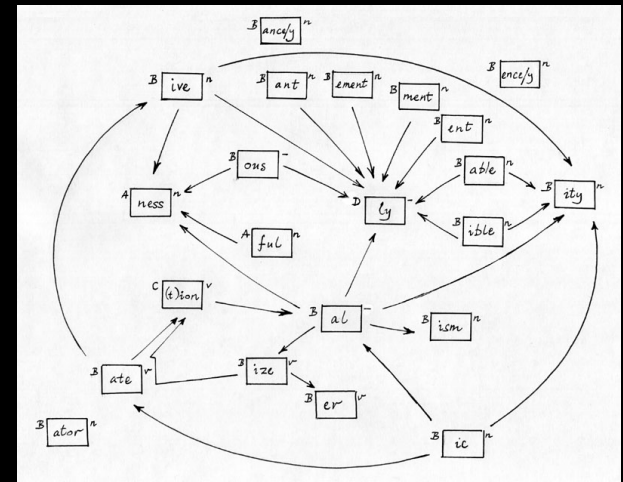 B ance/y n
B ence/y n
B ive n
B ant n
B ement n
B ment n
B ent n
B ous -
B able n
A ness n
D ly -
B ity n
A ful n
B ible n
C (t)ion v
B al -
B ism n
B ate v
B ize v
B er v
B ator n
B ic n